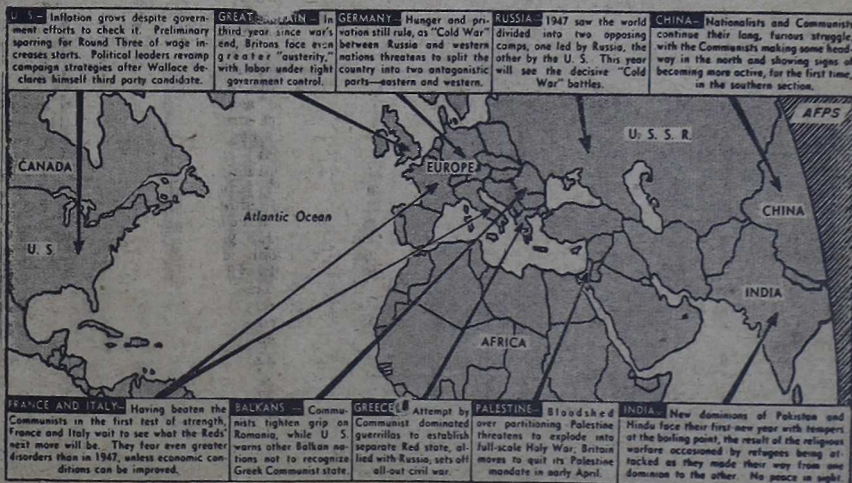 U S— Inflation grows despite govern-
ment efforts to check it. Preliminary
sparring for Round Three of wage in-
creases starts. Political leaders revamp
campaign strategies after Wallace de-
clares himself third party candidate.
GREAT BRITAIN— In
third year since war's
end, Britons face even
greater "austerity,"
with labor under tight
government control.
GERMANY— Hunger and pri-
vation still rule, as "Cold War"
between Russia and western
nations threatens to split the
country into two antagonistic
parts—eastern and western.
RUSSIA— 1947 saw the world
divided into two opposing
camps, one led by Russia, the
other by the U. S. This year
will see the decisive "Cold
War" battles.
CHINA— Nationalists and Communists
continue their long, furious struggle,
with the Communists making some head-
way in the north and showing signs of
becoming more active, for the first time,
in the southern section.
AFPS
CANADA
U. S.
Atlantic Ocean
EUROPE
U. S. S. R.
CHINA
INDIA
AFRICA
FRANCE AND ITALY— Having beaten the
Communists in the first test of strength,
France and Italy wait to see what the Reds'
next move will be. They fear even greater
disorders than in 1947, unless economic con-
ditions can be improved.
BALKANS— Commu-
nists tighten grip on
Romania, while U S
warns other Balkan na-
tions not to recognize
Greek Communist state.
GREECE— Attempt by
Communist dominated
guerrillas to establish
separate Red state, al-
lied with Russia, sets off
all-out civil war.
PALESTINE— Bloodshed
over partitioning Palestine
threatens to explode into
full-scale Holy War; Britain
moves to quit its Palestine
mandate in early April.
INDIA— New dominions of Pakistan and
Hindu face their first new year with tempers
at the boiling point, the result of the religious
warfare occasioned by refugees being at-
tacked as they made their way from one
dominion to the other. No peace in sight.